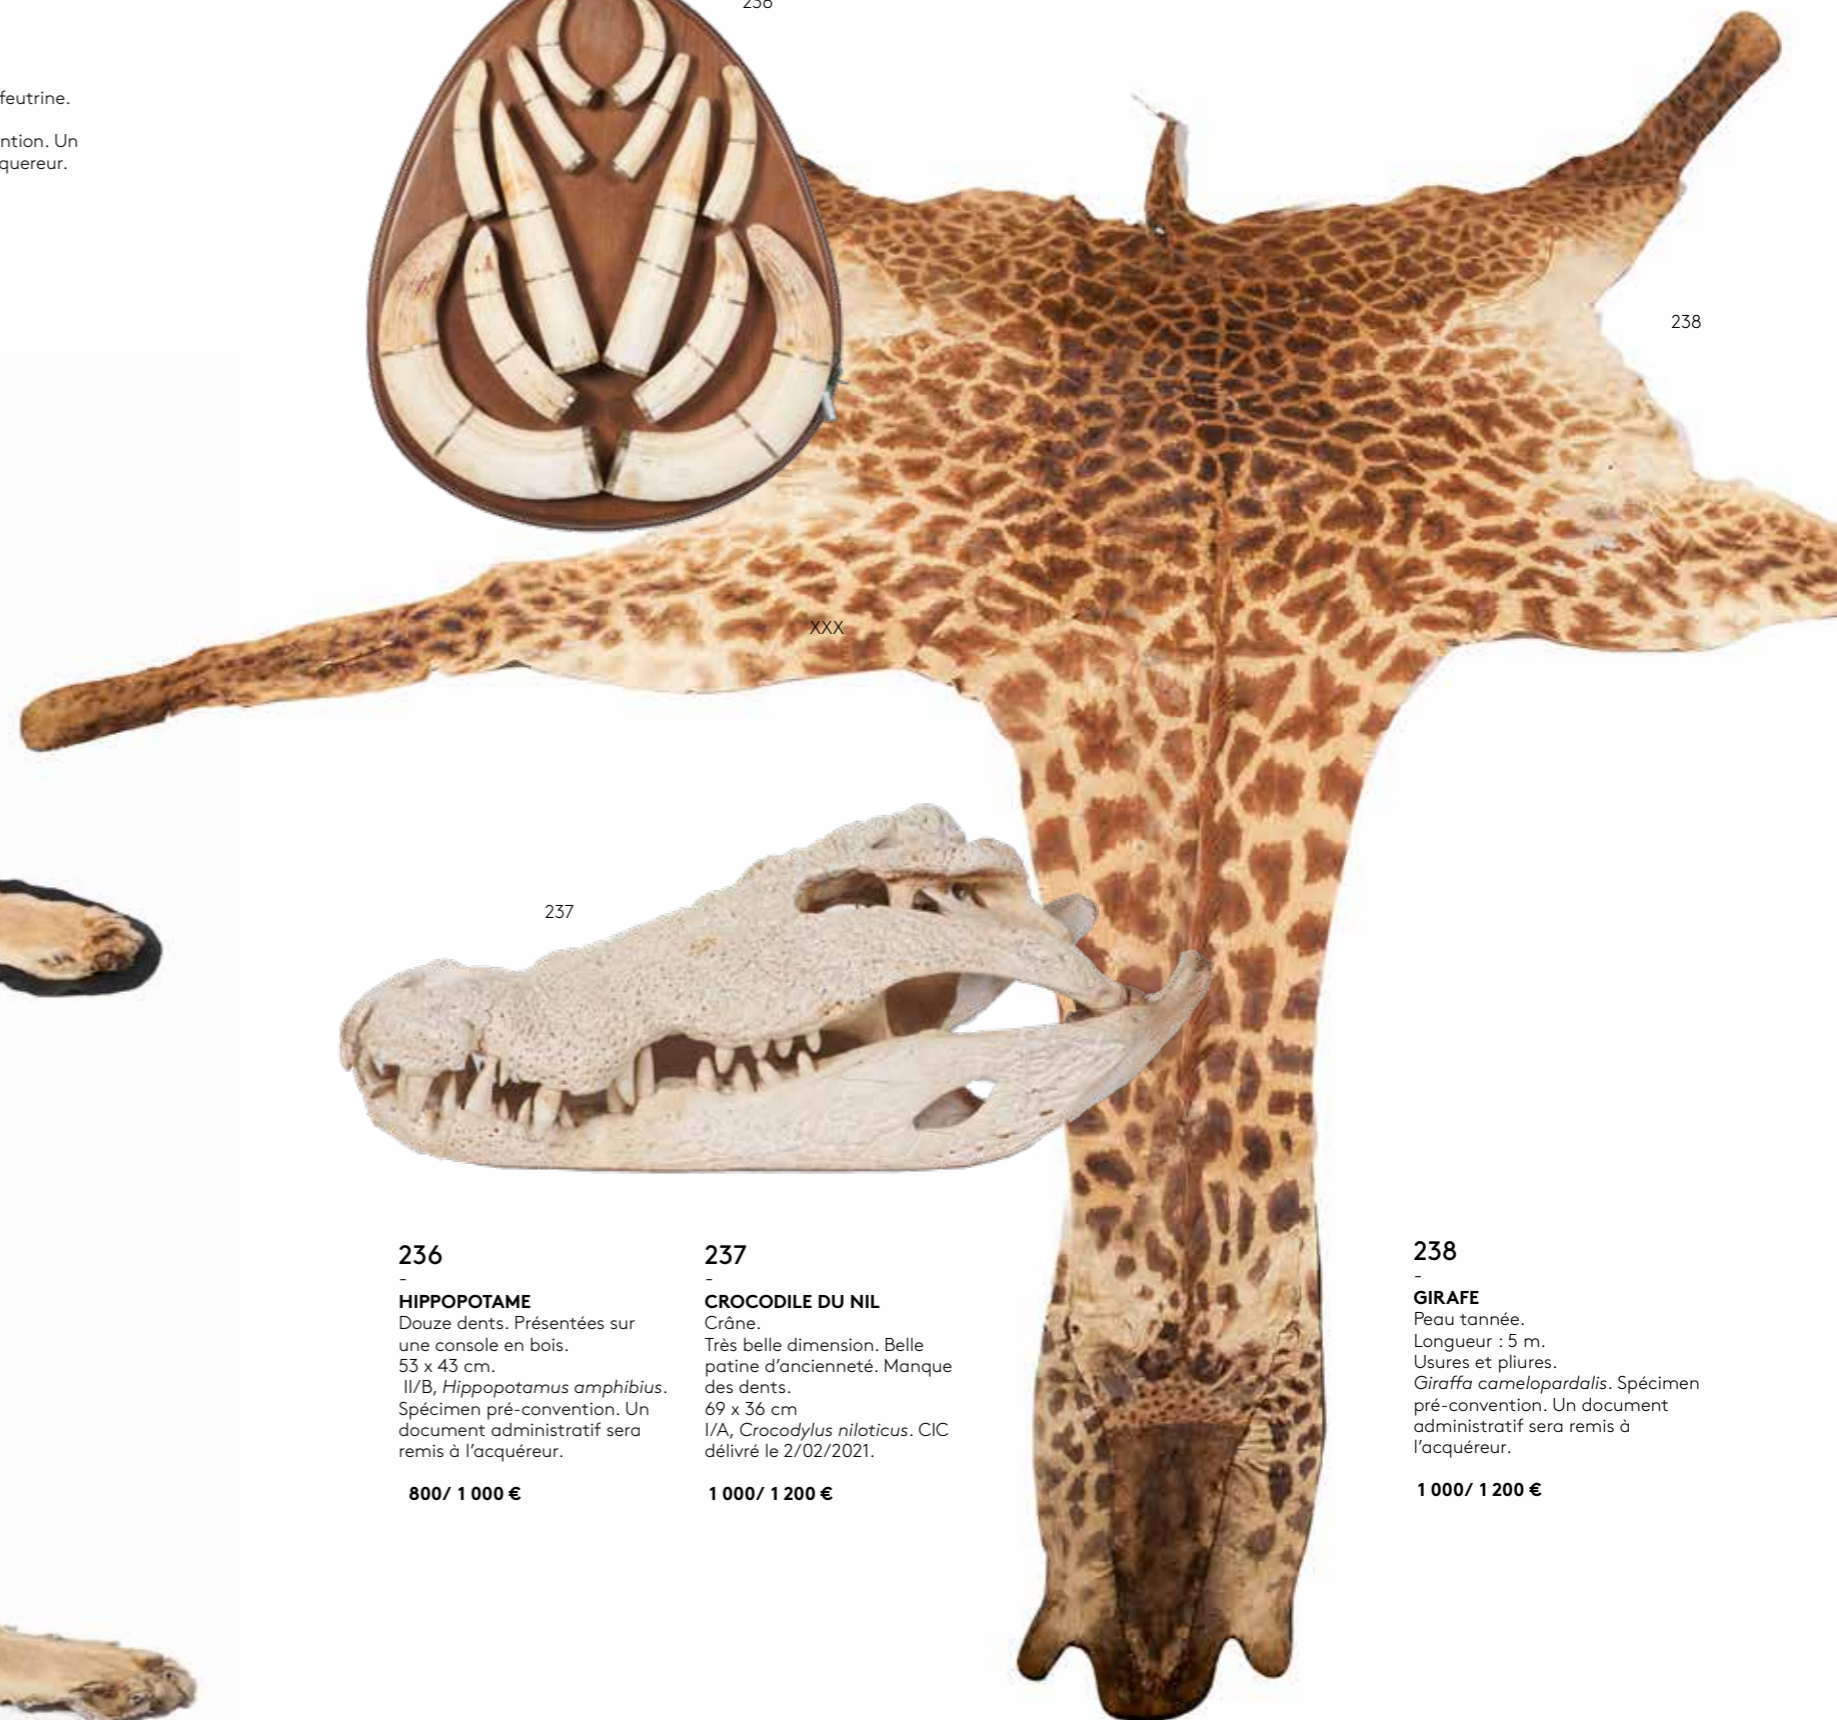 236
feutrine.
ntion. Un
quereur.
238
XXX
237
236
-
HIPPOPOTAME
Douze dents. Présentées sur
une console en bois.
53 x 43 cm.
II/B, Hippopotamus amphibius.
Spécimen pré-convention. Un
document administratif sera
remis à l’acquéreur.
800/ 1 000 €
237
-
CROCODILE DU NIL
Crâne.
Très belle dimension. Belle
patine d’ancienneté. Manque
des dents.
69 x 36 cm
I/A, Crocodylus niloticus. CIC
délivré le 2/02/2021.
1 000/ 1 200 €
238
-
GIRAFE
Peau tannée.
Longueur : 5 m.
Usures et pliures.
Giraffa camelopardalis. Spécimen
pré-convention. Un document
administratif sera remis à
l’acquéreur.
1 000/ 1 200 €